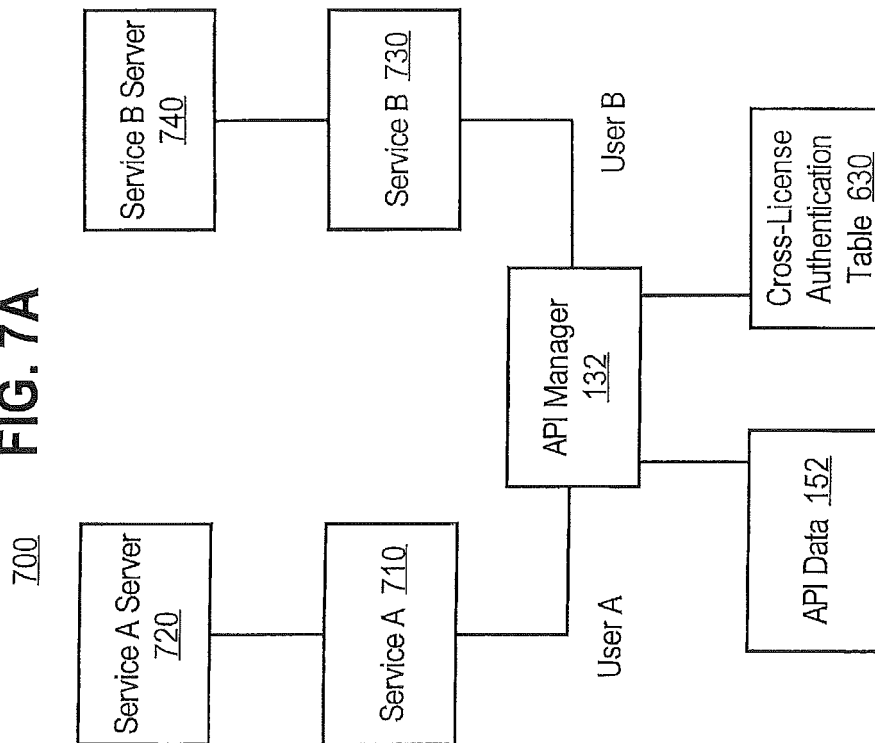 FIG. 7A
700
Service A Server
720
Service B Server
740
Service A 710
Service B 730
User A
User B
API Manager
132
API Data 152
Cross-License
Authentication
Table 630